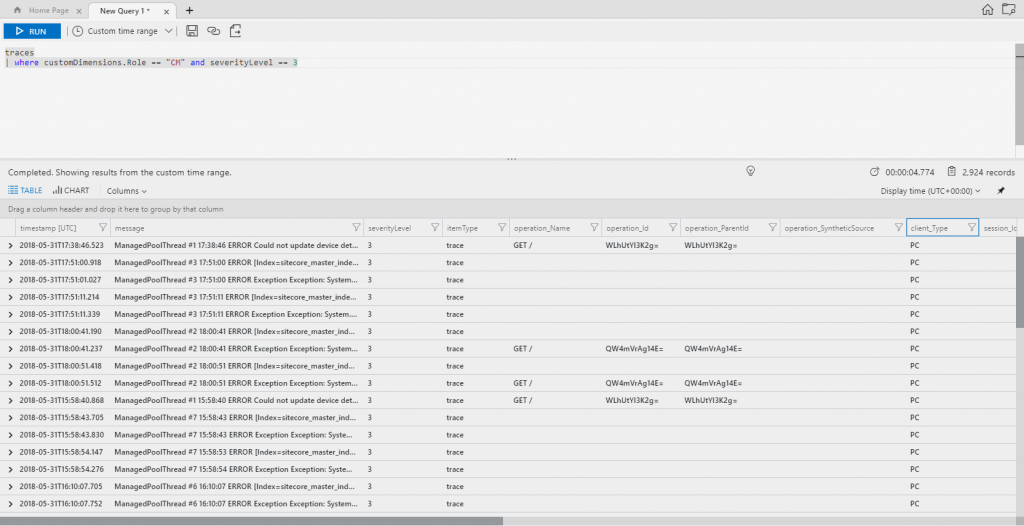 Home Page × New Query 1 * × +
RUN Custom time range
traces
| where customDimensions.Role == "CM" and severityLevel == 3
...
Completed. Showing results from the custom time range. 00:00:04.774 2,924 records
TABLE CHART Columns Display time (UTC+00:00)
Drag a column header and drop it here to group by that column
timestamp [UTC] message severityLevel itemType operation_Name operation_Id operation_ParentId operation_SyntheticSource client_Type session_Id
2018-05-31T17:38:46.523 ManagedPoolThread #1 17:38:46 ERROR Could not update device det... 3 trace GET / WLhUtYI3K2g= WLhUtYI3K2g= PC
2018-05-31T17:51:00.918 ManagedPoolThread #3 17:51:00 ERROR [Index=sitecore_master_inde... 3 trace PC
2018-05-31T17:51:01.027 ManagedPoolThread #3 17:51:00 ERROR Exception Exception: System... 3 trace PC
2018-05-31T17:51:11.214 ManagedPoolThread #3 17:51:11 ERROR [Index=sitecore_master_inde... 3 trace PC
2018-05-31T17:51:11.339 ManagedPoolThread #3 17:51:11 ERROR Exception Exception: System.... 3 trace PC
2018-05-31T18:00:41.190 ManagedPoolThread #2 18:00:41 ERROR [Index=sitecore_master_ind... 3 trace PC
2018-05-31T18:00:41.237 ManagedPoolThread #2 18:00:41 ERROR Exception Exception: System... 3 trace GET / QW4mVrAg14E= QW4mVrAg14E= PC
2018-05-31T18:00:51.418 ManagedPoolThread #2 18:00:51 ERROR [Index=sitecore_master_ind... 3 trace PC
2018-05-31T18:00:51.512 ManagedPoolThread #2 18:00:51 ERROR Exception Exception: System... 3 trace GET / QW4mVrAg14E= QW4mVrAg14E= PC
2018-05-31T15:58:40.868 ManagedPoolThread #1 15:58:40 ERROR Could not update device det... 3 trace GET / WLhUtYI3K2g= WLhUtYI3K2g= PC
2018-05-31T15:58:43.705 ManagedPoolThread #7 15:58:43 ERROR [Index=sitecore_master_ind... 3 trace PC
2018-05-31T15:58:43.830 ManagedPoolThread #7 15:58:43 ERROR Exception Exception: Syste... 3 trace PC
2018-05-31T15:58:54.147 ManagedPoolThread #7 15:58:53 ERROR [Index=sitecore_master_ind... 3 trace PC
2018-05-31T15:58:54.276 ManagedPoolThread #7 15:58:54 ERROR Exception Exception: System... 3 trace PC
2018-05-31T16:10:07.705 ManagedPoolThread #6 16:10:07 ERROR [Index=sitecore_master_ind... 3 trace PC
2018-05-31T16:10:07.752 ManagedPoolThread #6 16:10:07 ERROR Exception Exception: System... 3 trace PC